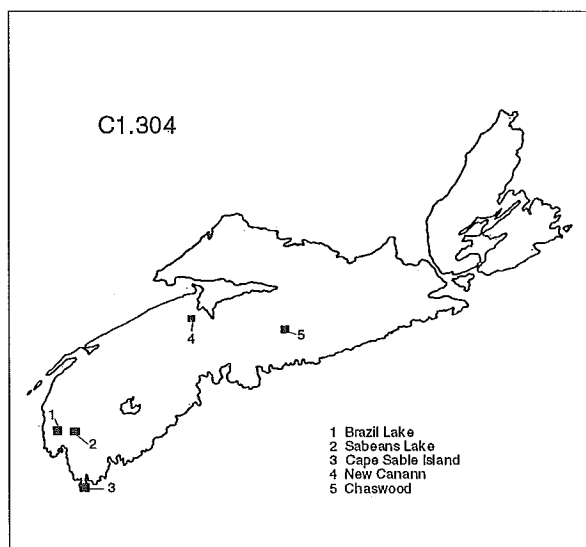 C1.304
4
5
1
2
3
1 Brazil Lake
2 Sabeans Lake
3 Cape Sable Island
4 New Canann
5 Chaswood